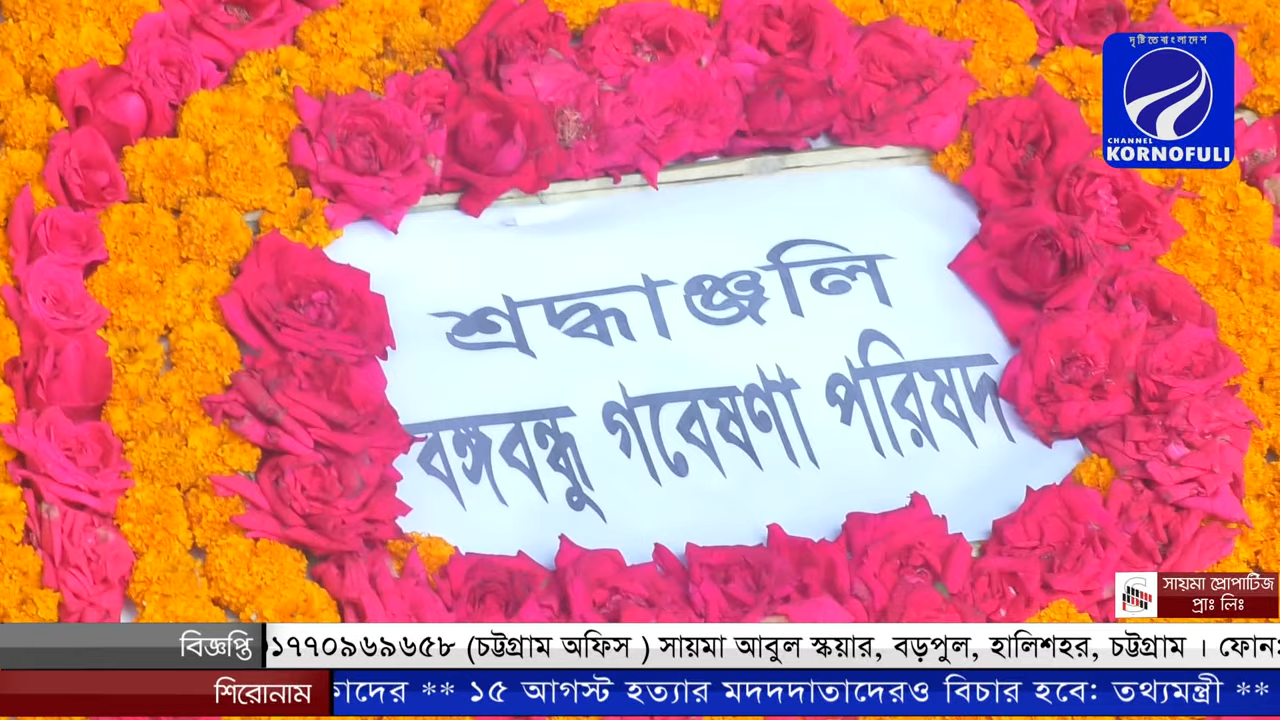 দৃষ্টিতে বাংলাদেশ
CHANNEL
KORNOFULI
শ্রদ্ধাঞ্জলি
বঙ্গবন্ধু গবেষণা পরিষদ
সায়মা প্রোপার্টিজ
প্রাঃ লিঃ
বিজ্ঞপ্তি
১৭৭০৯৬৯৬৫৮ (চট্টগ্রাম অফিস ) সায়মা আবুল স্কয়ার, বড়পুল, হালিশহর, চট্টগ্রাম । ফোন:
শিরোনাম
কাদের ** ১৫ আগস্ট হত্যার মদদদাতাদেরও বিচার হবে: তথ্যমন্ত্রী **